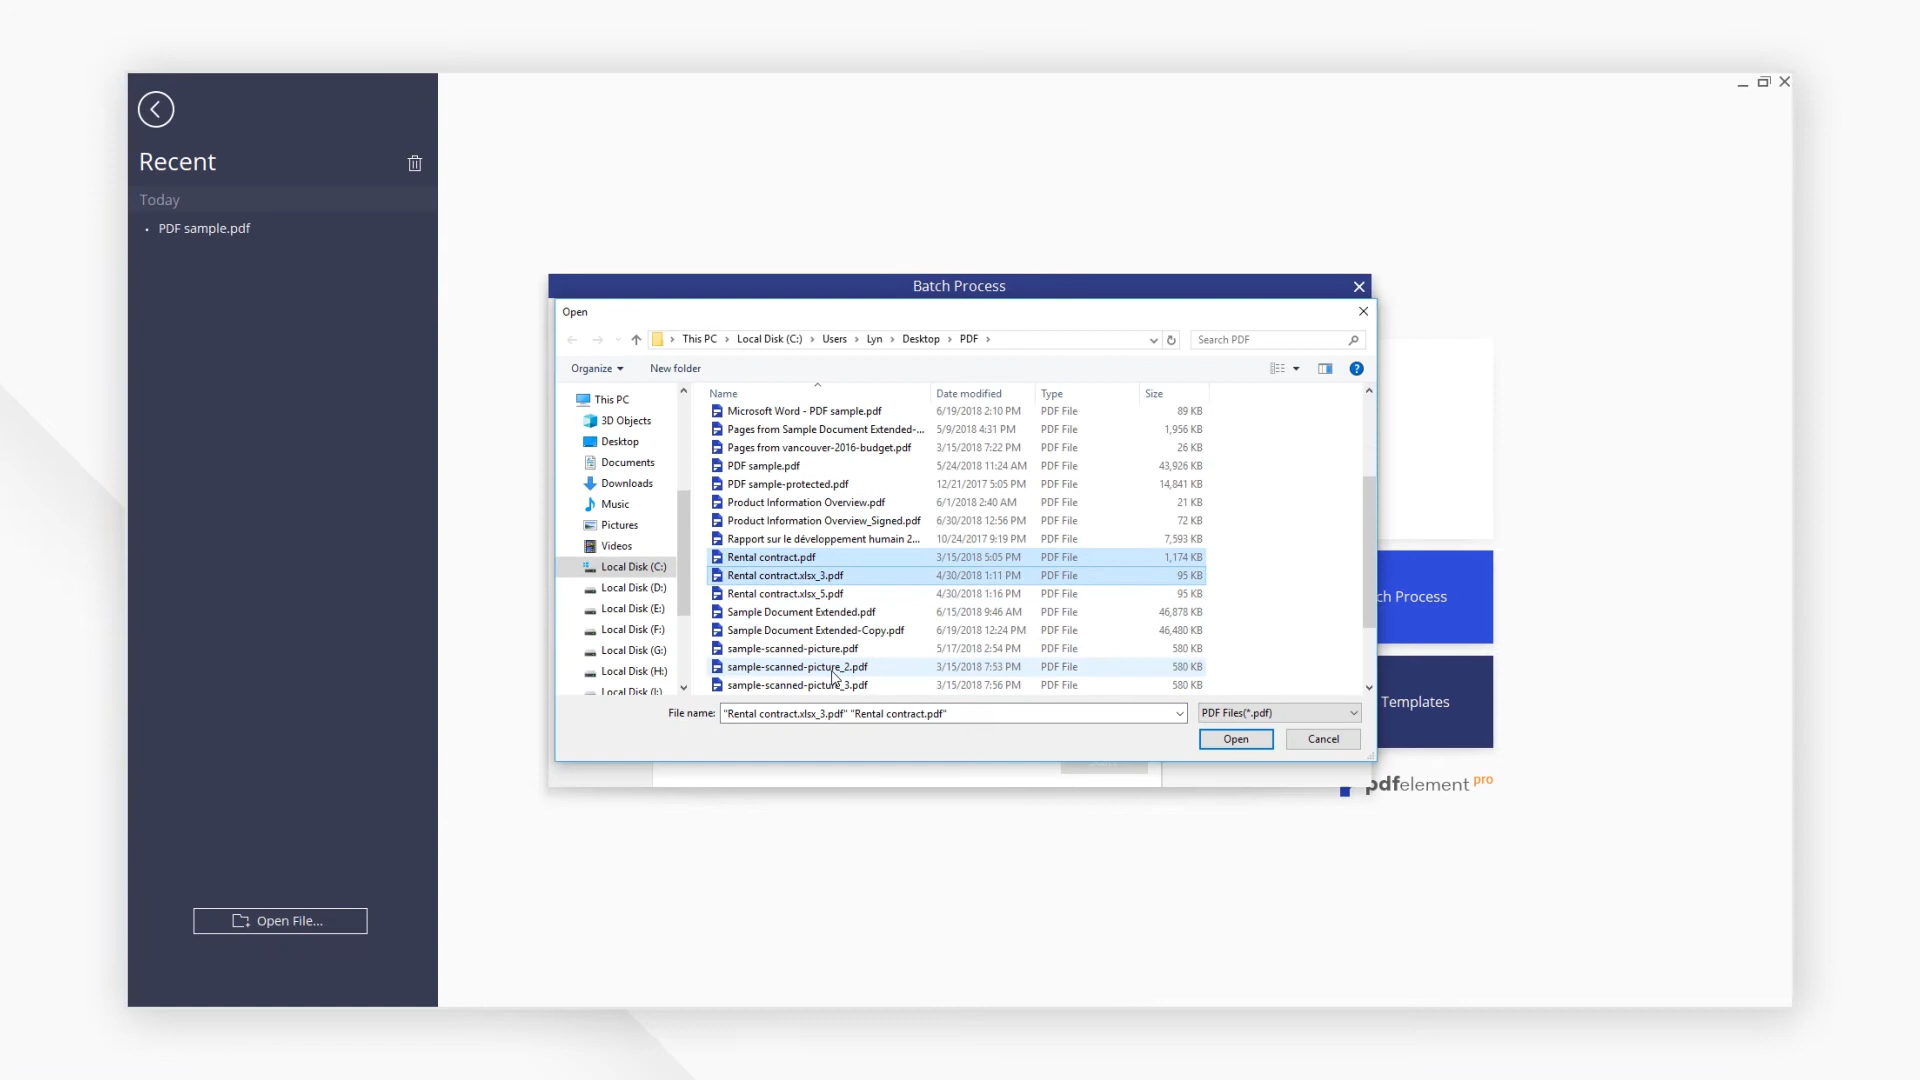 Recent
Today
• PDF sample.pdf
Open File...
Batch Process
Open
This PC › Local Disk (C:) › Users › Lyn › Desktop › PDF ›
Search PDF
Organize
New folder
This PC
3D Objects
Desktop
Documents
Downloads
Music
Pictures
Videos
Local Disk (C:)
Local Disk (D:)
Local Disk (E:)
Local Disk (F:)
Local Disk (G:)
Local Disk (H:)
Local Disk (I:)
Name Date modified Type Size
Microsoft Word - PDF sample.pdf 6/19/2018 2:10 PM PDF File 89 KB
Pages from Sample Document Extended-... 5/9/2018 4:31 PM PDF File 1,956 KB
Pages from vancouver-2016-budget.pdf 3/15/2018 7:22 PM PDF File 26 KB
PDF sample.pdf 5/24/2018 11:24 AM PDF File 43,926 KB
PDF sample-protected.pdf 12/21/2017 5:05 PM PDF File 14,841 KB
Product Information Overview.pdf 6/1/2018 2:40 AM PDF File 21 KB
Product Information Overview_Signed.pdf 6/30/2018 12:56 PM PDF File 72 KB
Rapport sur le développement humain 2... 10/24/2017 9:19 PM PDF File 7,593 KB
Rental contract.pdf 3/15/2018 5:05 PM PDF File 1,174 KB
Rental contract.xlsx_3.pdf 4/30/2018 1:11 PM PDF File 95 KB
Rental contract.xlsx_5.pdf 4/30/2018 1:16 PM PDF File 95 KB
Sample Document Extended.pdf 6/15/2018 9:46 AM PDF File 46,878 KB
Sample Document Extended-Copy.pdf 6/19/2018 12:24 PM PDF File 46,480 KB
sample-scanned-picture.pdf 5/17/2018 2:54 PM PDF File 580 KB
sample-scanned-picture_2.pdf 3/15/2018 7:53 PM PDF File 580 KB
sample-scanned-picture_3.pdf 3/15/2018 7:56 PM PDF File 580 KB
File name: "Rental contract.xlsx_3.pdf" "Rental contract.pdf"
PDF Files(*.pdf)
Open
Cancel
ch Process
Templates
pdfelement pro